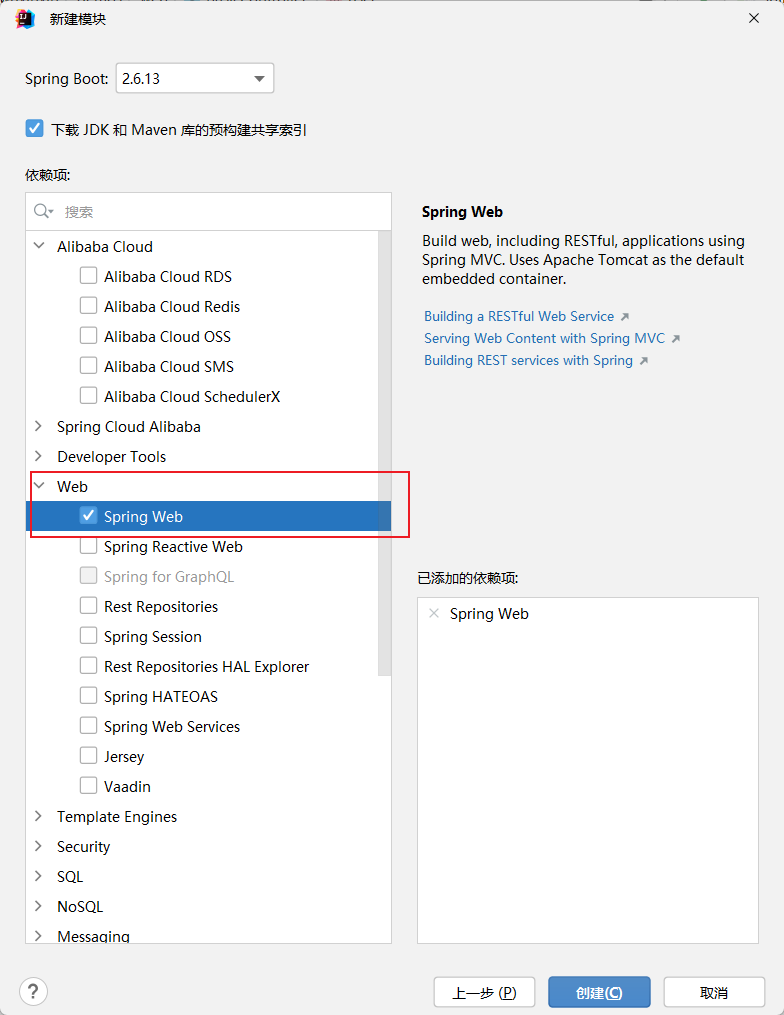 新建模块
Spring Boot: 2.6.13
下载 JDK 和 Maven 库的预构建共享索引
依赖项:
搜索
Alibaba Cloud
Alibaba Cloud RDS
Alibaba Cloud Redis
Alibaba Cloud OSS
Alibaba Cloud SMS
Alibaba Cloud SchedulerX
Spring Cloud Alibaba
Developer Tools
Web
Spring Web
Spring Reactive Web
Spring for GraphQL
Rest Repositories
Spring Session
Rest Repositories HAL Explorer
Spring HATEOAS
Spring Web Services
Jersey
Vaadin
Template Engines
Security
SQL
NoSQL
Messaging
Spring Web
Build web, including RESTful, applications using
Spring MVC. Uses Apache Tomcat as the default
embedded container.
Building a RESTful Web Service
Serving Web Content with Spring MVC
Building REST services with Spring
已添加的依赖项:
Spring Web
?
上一步 (P)
创建(C)
取消